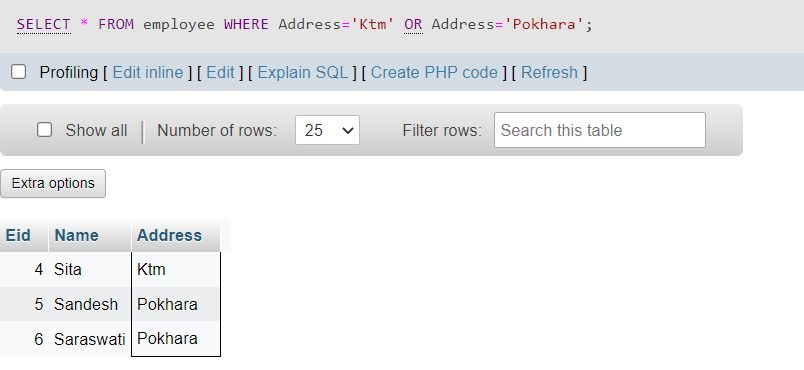 SELECT * FROM employee WHERE Address='Ktm' OR Address='Pokhara';
Profiling [ Edit inline ] [ Edit ] [ Explain SQL ] [ Create PHP code ] [ Refresh ]
Show all | Number of rows: 25 Filter rows: Search this table
Extra options
Eid Name Address
4 Sita Ktm
5 Sandesh Pokhara
6 Saraswati Pokhara